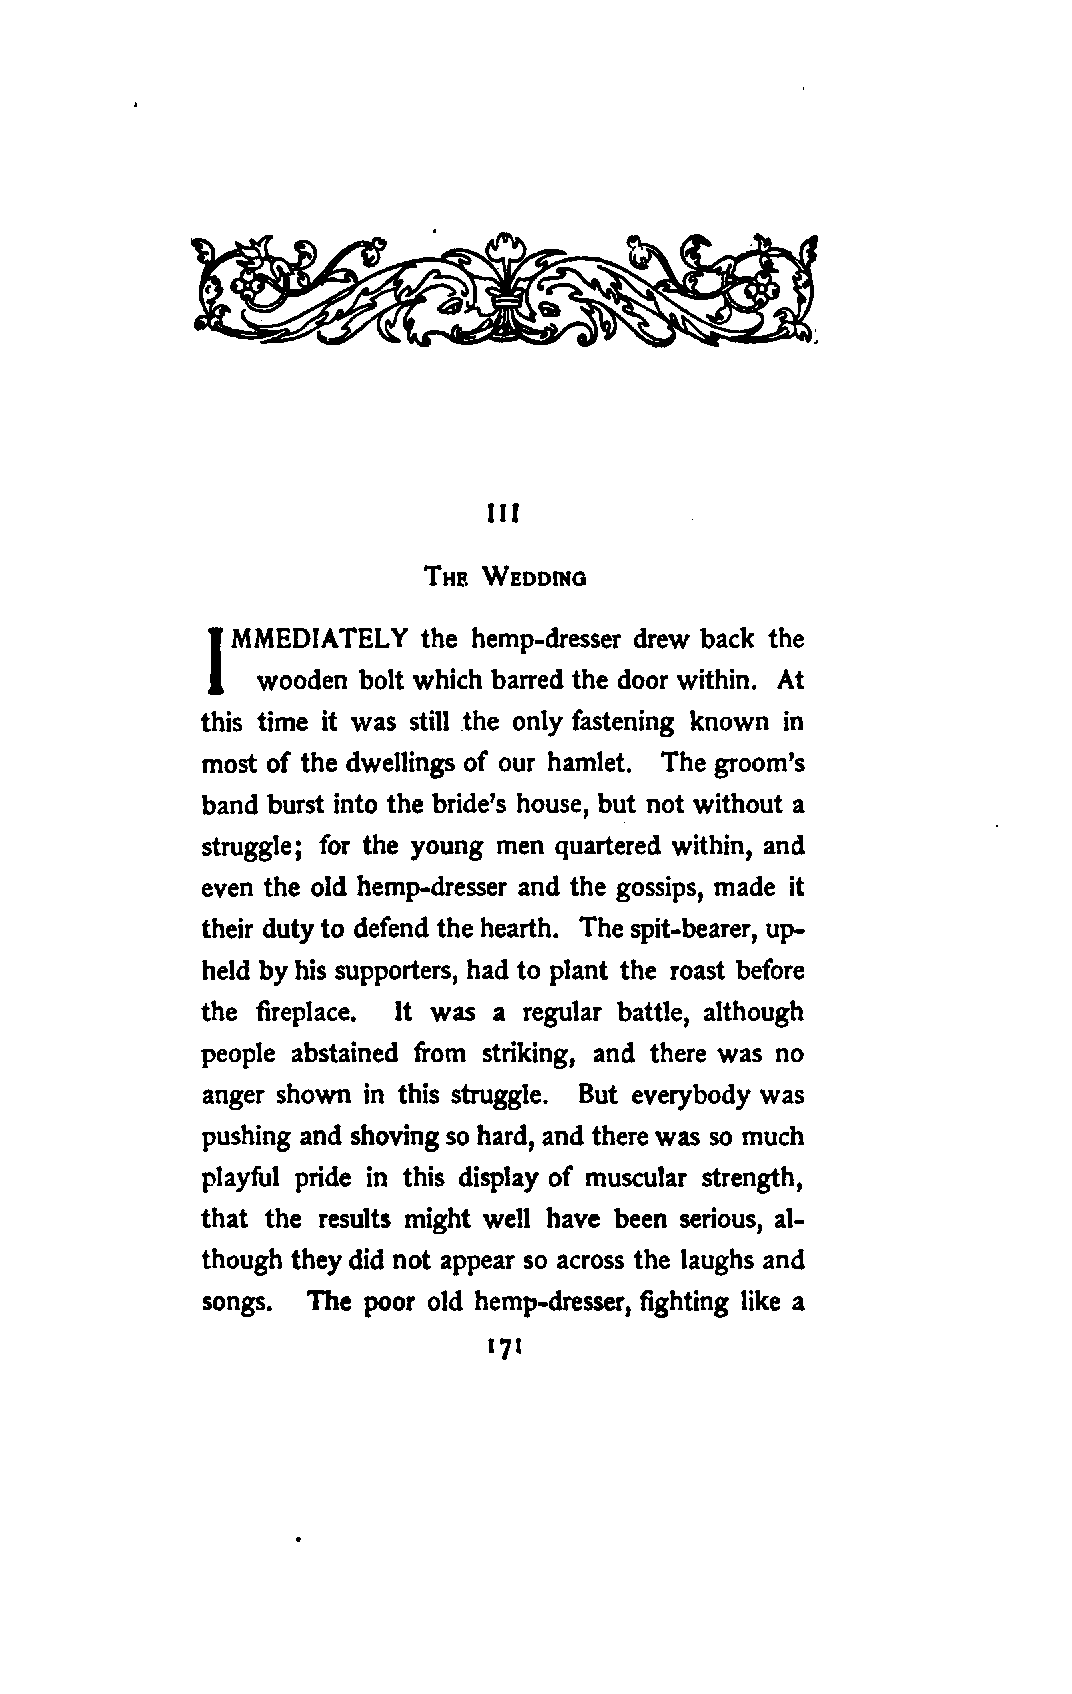 III
THE WEDDING
IMMEDIATELY the hemp-dresser drew back the
wooden bolt which barred the door within. At
this time it was still the only fastening known in
most of the dwellings of our hamlet. The groom's
band burst into the bride's house, but not without a
struggle; for the young men quartered within, and
even the old hemp-dresser and the gossips, made it
their duty to defend the hearth. The spit-bearer, up-
held by his supporters, had to plant the roast before
the fireplace. It was a regular battle, although
people abstained from striking, and there was no
anger shown in this struggle. But everybody was
pushing and shoving so hard, and there was so much
playful pride in this display of muscular strength,
that the results might well have been serious, al-
though they did not appear so across the laughs and
songs. The poor old hemp-dresser, fighting like a
171